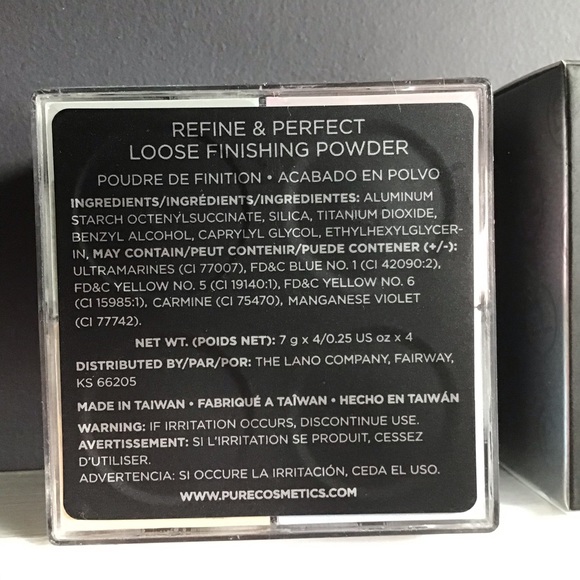 REFINE & PERFECT
LOOSE FINISHING POWDER
POUDRE DE FINITION • ACABADO EN POLVO
INGREDIENTS/INGRÉDIENTS/INGREDIENTES: ALUMINUM
STARCH OCTENYLSUCCINATE, SILICA, TITANIUM DIOXIDE,
BENZYL ALCOHOL, CAPRYLYL GLYCOL, ETHYLHEXYLGLYCER-
IN, MAY CONTAIN/PEUT CONTENIR/PUEDE CONTENER (+/-):
ULTRAMARINES (CI 77007), FD&C BLUE NO. 1 (CI 42090:2),
FD&C YELLOW NO. 5 (CI 19140:1), FD&C YELLOW NO. 6
(CI 15985:1), CARMINE (CI 75470), MANGANESE VIOLET
(CI 77742).
NET WT. (POIDS NET): 7 g x 4/0.25 US oz x 4
DISTRIBUTED BY/PAR/POR: THE LANO COMPANY, FAIRWAY,
KS 66205
MADE IN TAIWAN • FABRIQUÉ A TAÏWAN • HECHO EN TAIWÁN
WARNING: IF IRRITATION OCCURS, DISCONTINUE USE.
AVERTISSEMENT: SI L'IRRITATION SE PRODUIT, CESSEZ
D'UTILISER.
ADVERTENCIA: SI OCCURE LA IRRITACIÓN, CEDA EL USO.
WWW.PURECOSMETICS.COM